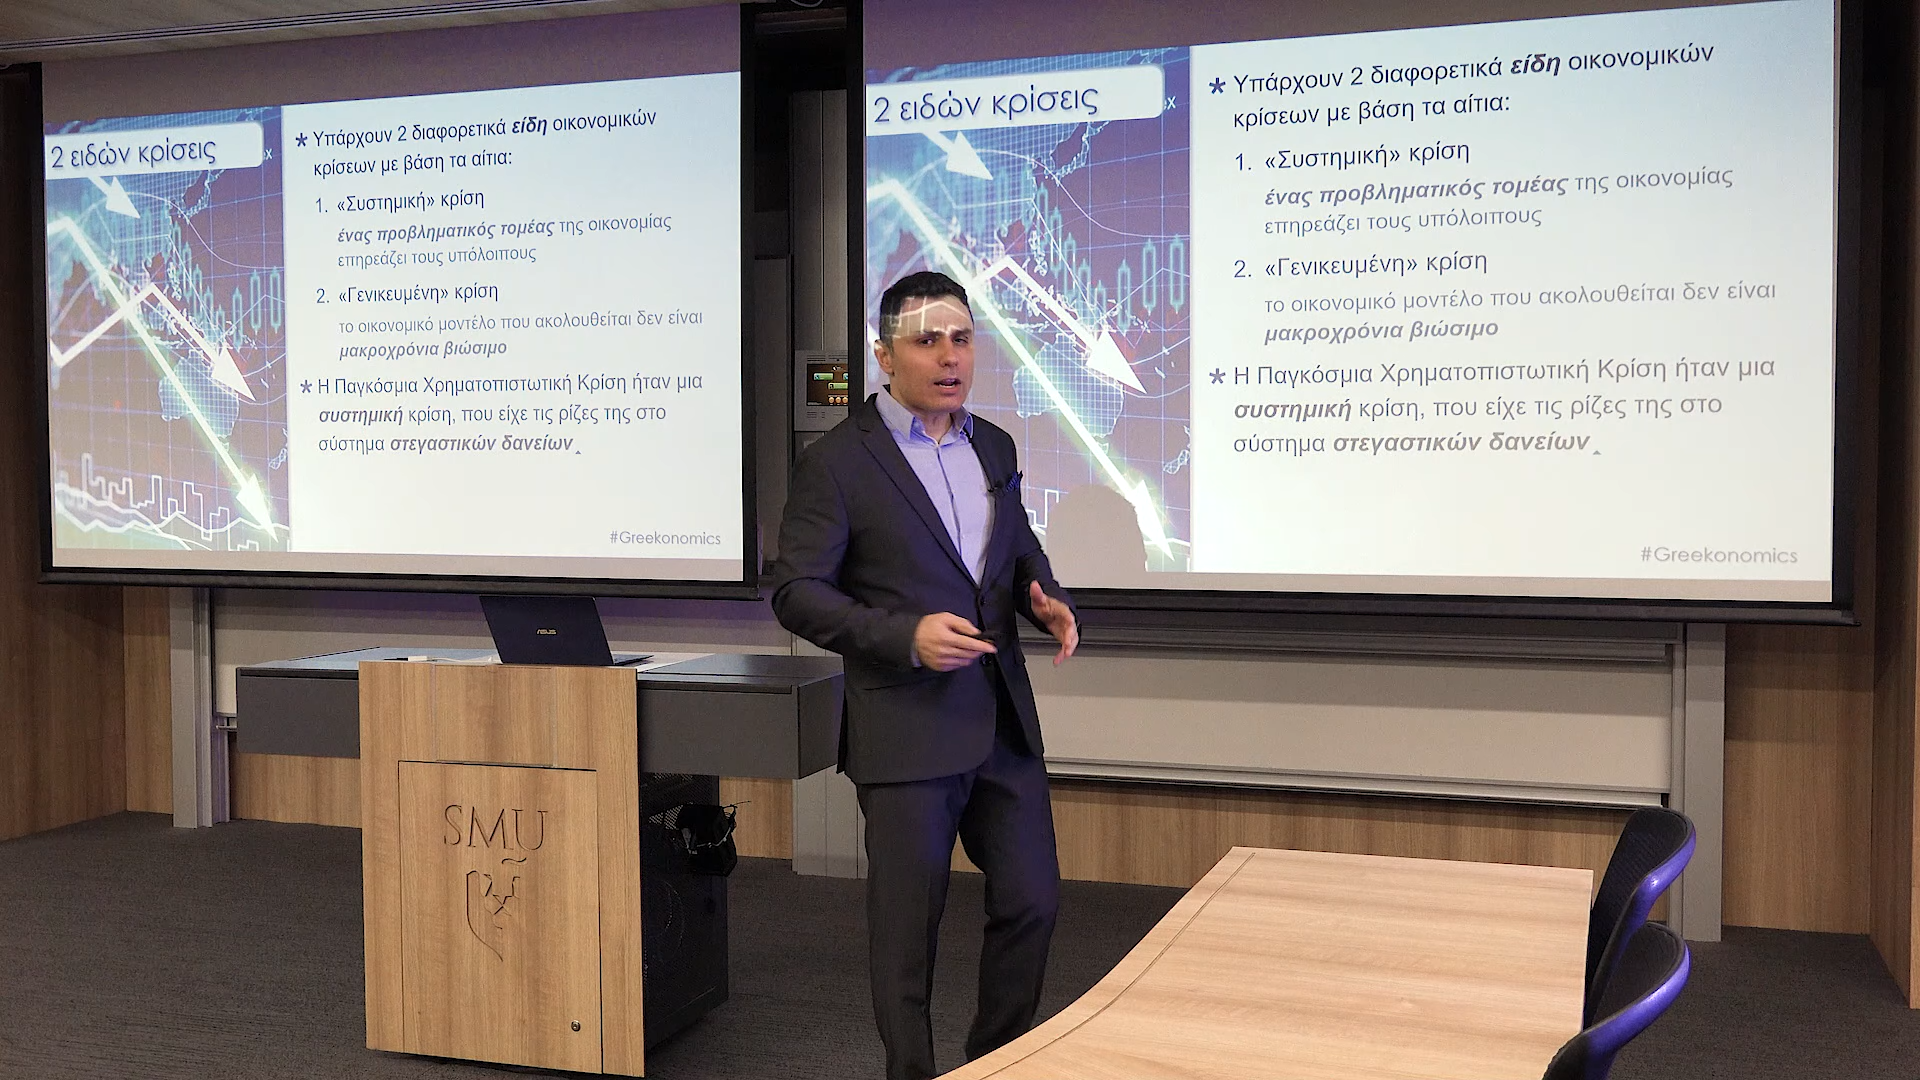 2 ειδών κρίσεις
* Υπάρχουν 2 διαφορετικά είδη οικονομικών
κρίσεων με βάση τα αίτια:
1. «Συστημική» κρίση
ένας προβληματικός τομέας της οικονομίας
επηρεάζει τους υπόλοιπους
2. «Γενικευμένη» κρίση
το οικονομικό μοντέλο που ακολουθείται δεν είναι
μακροχρόνια βιώσιμο
* Η Παγκόσμια Χρηματοπιστωτική Κρίση ήταν μια
συστημική κρίση, που είχε τις ρίζες της στο
σύστημα στεγαστικών δανείων
#Greekonomics
2 ειδών κρίσεις
* Υπάρχουν 2 διαφορετικά είδη οικονομικών
κρίσεων με βάση τα αίτια:
1. «Συστημική» κρίση
ένας προβληματικός τομέας της οικονομίας
επηρεάζει τους υπόλοιπους
2. «Γενικευμένη» κρίση
το οικονομικό μοντέλο που ακολουθείται δεν είναι
μακροχρόνια βιώσιμο
* Η Παγκόσμια Χρηματοπιστωτική Κρίση ήταν μια
συστημική κρίση, που είχε τις ρίζες της στο
σύστημα στεγαστικών δανείων
#Greekonomics
ASUS
SMU